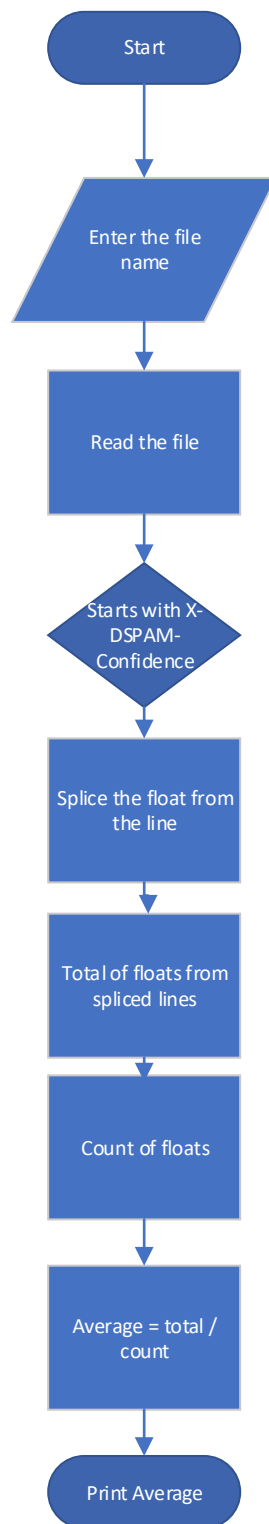 Start
Enter the file
name
Read the file
Starts with X-
DSPAM-
Confidence
Splice the float from
the line
Total of floats from
spliced lines
Count of floats
Average = total /
count
Print Average